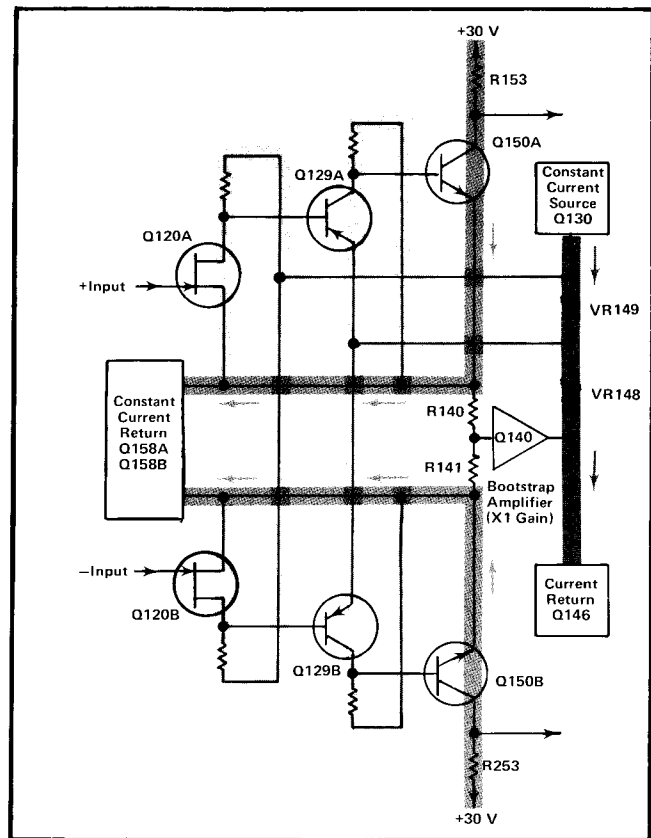 +30 V
R153
Q150A
Q129A
Constant
Current
Source
Q130
Q120A
+Input
VR149
Constant
Current
Return
Q158A
Q158B
R140
VR148
Q140
R141
Bootstrap
Amplifier
(X1 Gain)
−Input
Q120B
Current
Return
Q146
Q129B
Q150B
R253
+30 V